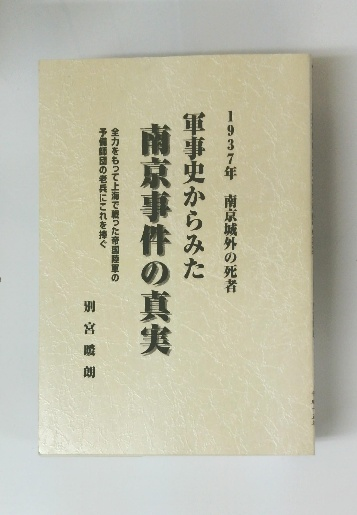 1937年 南京城外の死者
軍事史からみた
南京事件の真実
全力をもって上海で戦った帝国陸軍の
予備師団の老兵にこれを捧ぐ
別宮暖朗